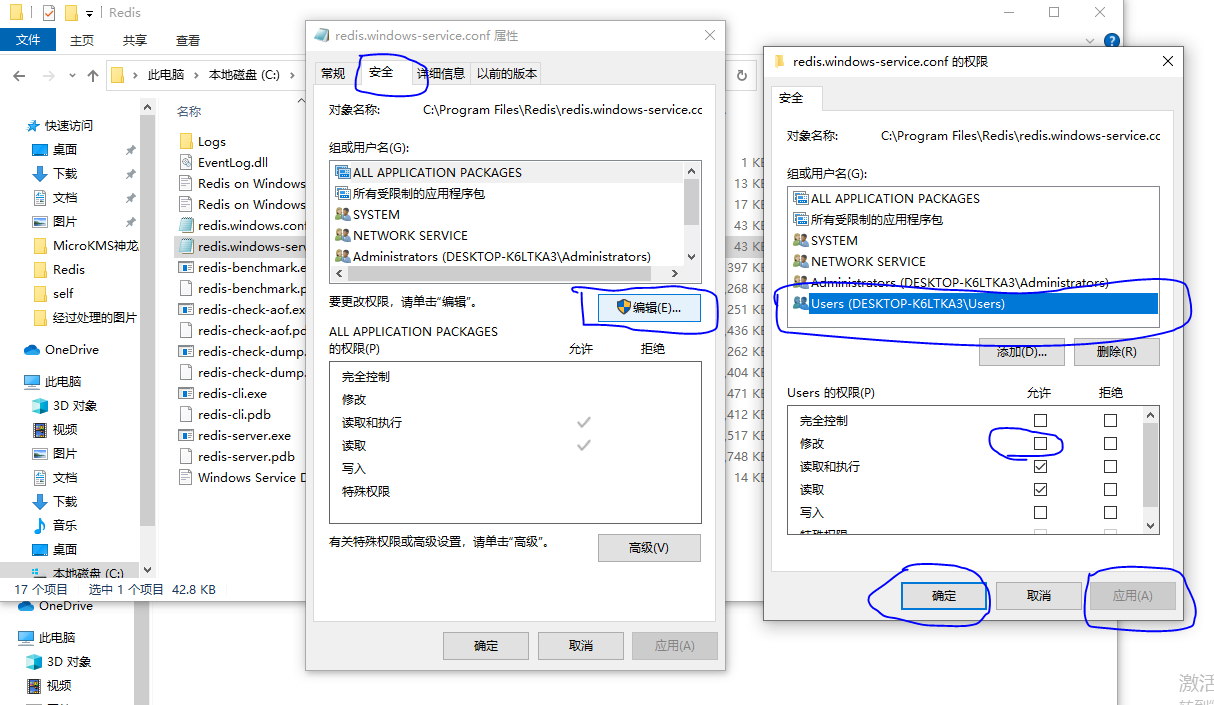 Redis
文件 主页 共享 查看
此电脑 本地磁盘 (C:)
快速访问
桌面
下载
文档
图片
MicroKMS神龙
Redis
self
经过处理的图片
OneDrive
此电脑
3D 对象
视频
图片
文档
下载
音乐
桌面
本地磁盘 (C:)
17 个项目 选中 1 个项目 42.8 KB
OneDrive
此电脑
3D 对象
视频
名称
Logs
EventLog.dll
Redis on Windows
Redis on Windows
redis.windows.conf
redis.windows-serv
redis-benchmark.e
redis-benchmark.p
redis-check-aof.ex
redis-check-aof.pd
redis-check-dump.
redis-check-dump.
redis-cli.exe
redis-cli.pdb
redis-server.exe
redis-server.pdb
Windows Service D
redis.windows-service.conf 属性
常规 安全 详细信息 以前的版本
对象名称: C:\Program Files\Redis\redis.windows-service.cc
组或用户名(G):
ALL APPLICATION PACKAGES
所有受限制的应用程序包
SYSTEM
NETWORK SERVICE
Administrators (DESKTOP-K6LTKA3\Administrators)
要更改权限，请单击"编辑"。 编辑(E)...
ALL APPLICATION PACKAGES
的权限(P) 允许 拒绝
完全控制
修改
读取和执行
读取
写入
特殊权限
有关特殊权限或高级设置，请单击"高级"。 高级(V)
确定 取消 应用(A)
1 KB
13 KB
17 KB
43 KB
43 KB
397 KB
,268 KB
251 KB
436 KB
262 KB
,404 KB
471 KB
,412 KB
,517 KB
,748 KB
14 KB
redis.windows-service.conf 的权限
安全
对象名称: C:\Program Files\Redis\redis.windows-service.cc
组或用户名(G):
ALL APPLICATION PACKAGES
所有受限制的应用程序包
SYSTEM
NETWORK SERVICE
Administrators (DESKTOP-K6LTKA3\Administrators)
Users (DESKTOP-K6LTKA3\Users)
添加(D)... 删除(R)
Users 的权限(P) 允许 拒绝
完全控制
修改
读取和执行
读取
写入
特殊权限
确定 取消 应用(A)
激活